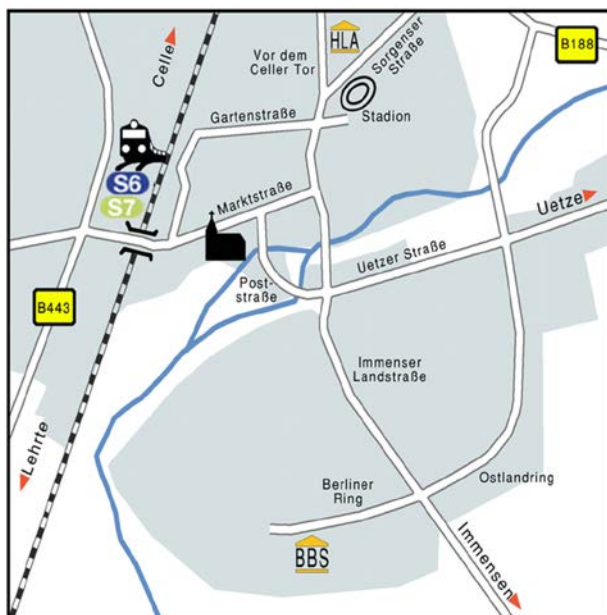 HLA
B188
Celle
Vor dem
Celler Tor
Sorgenser
Straße
Gartenstraße
Stadion
S6
S7
Marktstraße
Uetze
Uetzer Straße
Post-
straße
B443
Immenser
Landstraße
Lehrte
Berliner
Ring
Ostlandring
BBS
Immensen